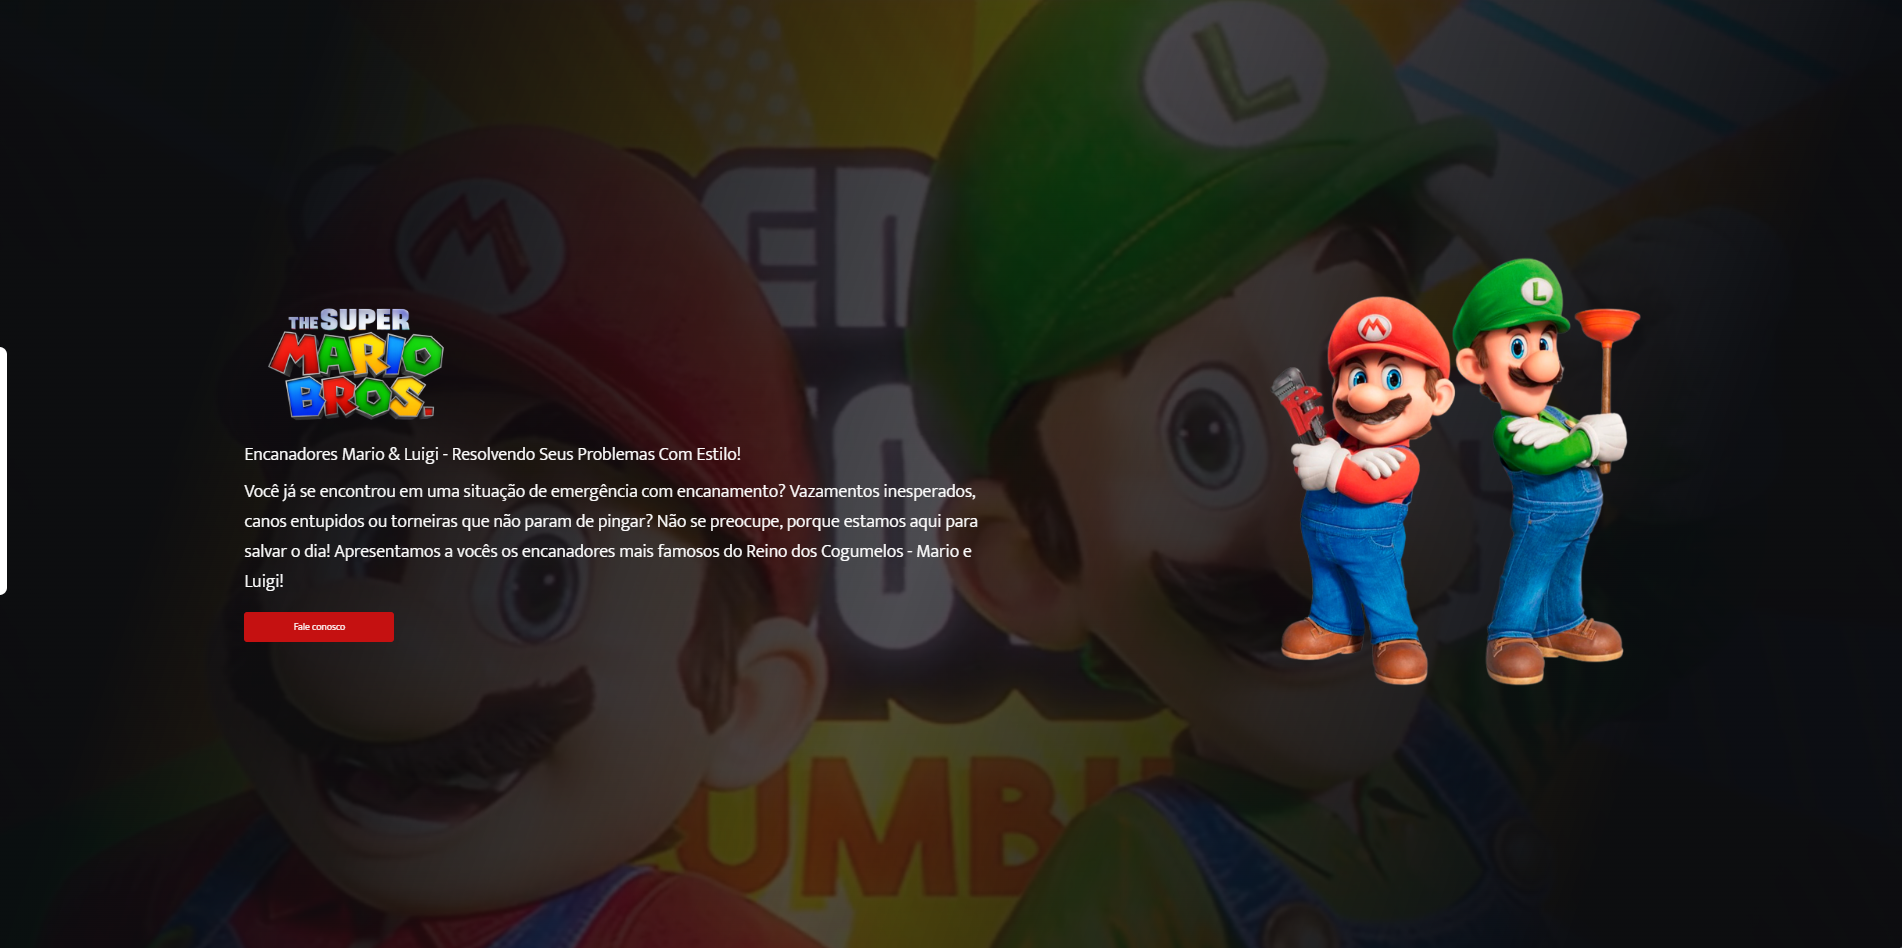 THE SUPER
MARIO
BROS.
Encanadores Mario & Luigi - Resolvendo Seus Problemas Com Estilo!
Você já se encontrou em uma situação de emergência com encanamento? Vazamentos inesperados,
canos entupidos ou torneiras que não param de pingar? Não se preocupe, porque estamos aqui para
salvar o dia! Apresentamos a vocês os encanadores mais famosos do Reino dos Cogumelos - Mario e
Luigi!
Fale conosco
M
L
M
L
UMB